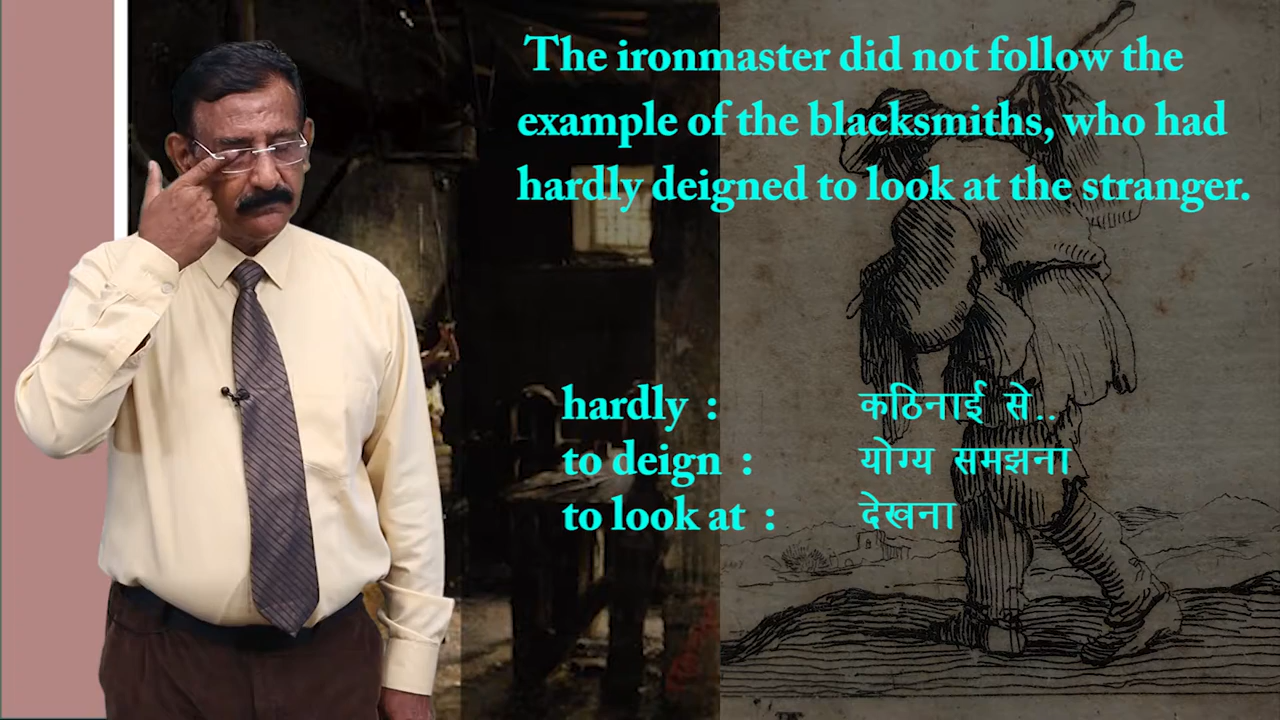 The ironmaster did not follow the
example of the blacksmiths, who had
hardly deigned to look at the stranger.
hardly : कठिनाई से..
to deign : योग्य समझना
to look at : देखना